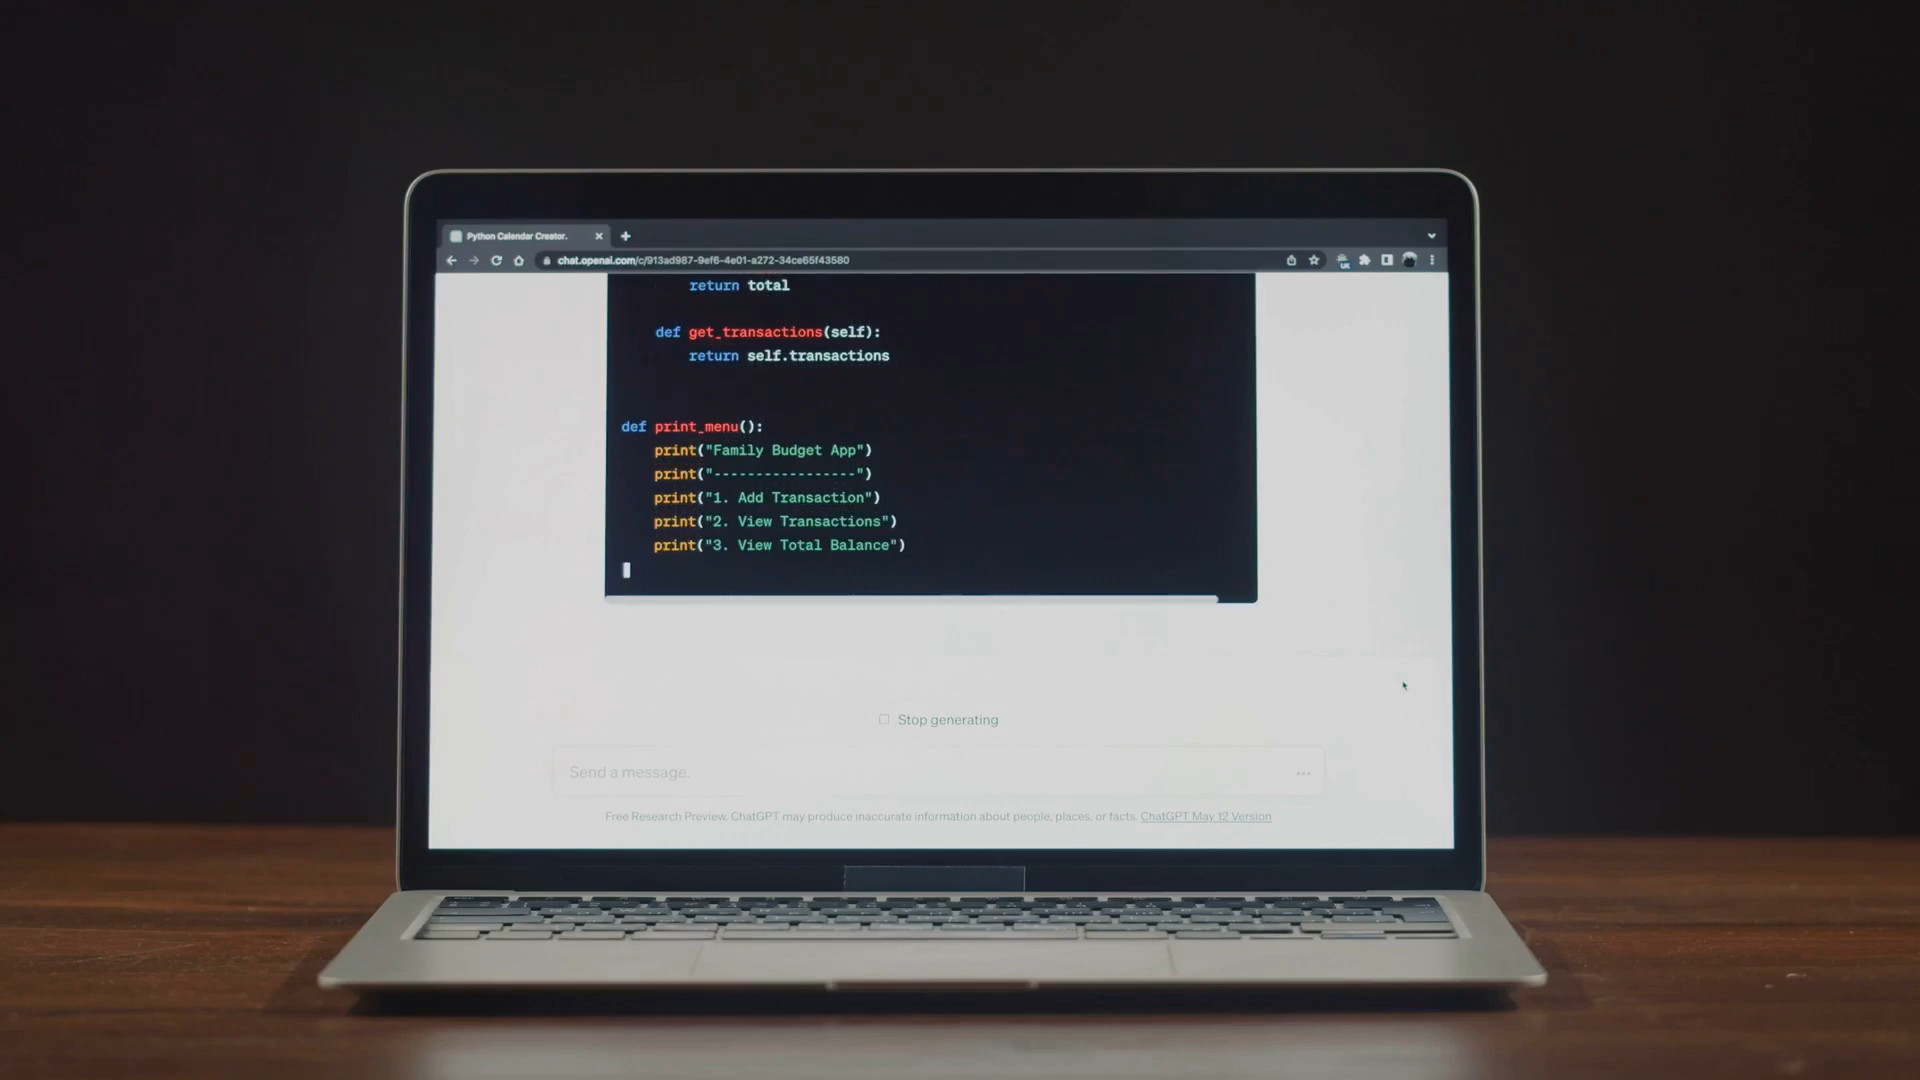 Python Calendar Creator.
chat.openai.com/c/913ad987-9ef6-4e01-a272-34ce65f43580
return total
def get_transactions(self):
return self.transactions
def print_menu():
print("Family Budget App")
print("-----------------")
print("1. Add Transaction")
print("2. View Transactions")
print("3. View Total Balance")
Stop generating
Send a message.
Free Research Preview. ChatGPT may produce inaccurate information about people, places, or facts. ChatGPT May 12 Version